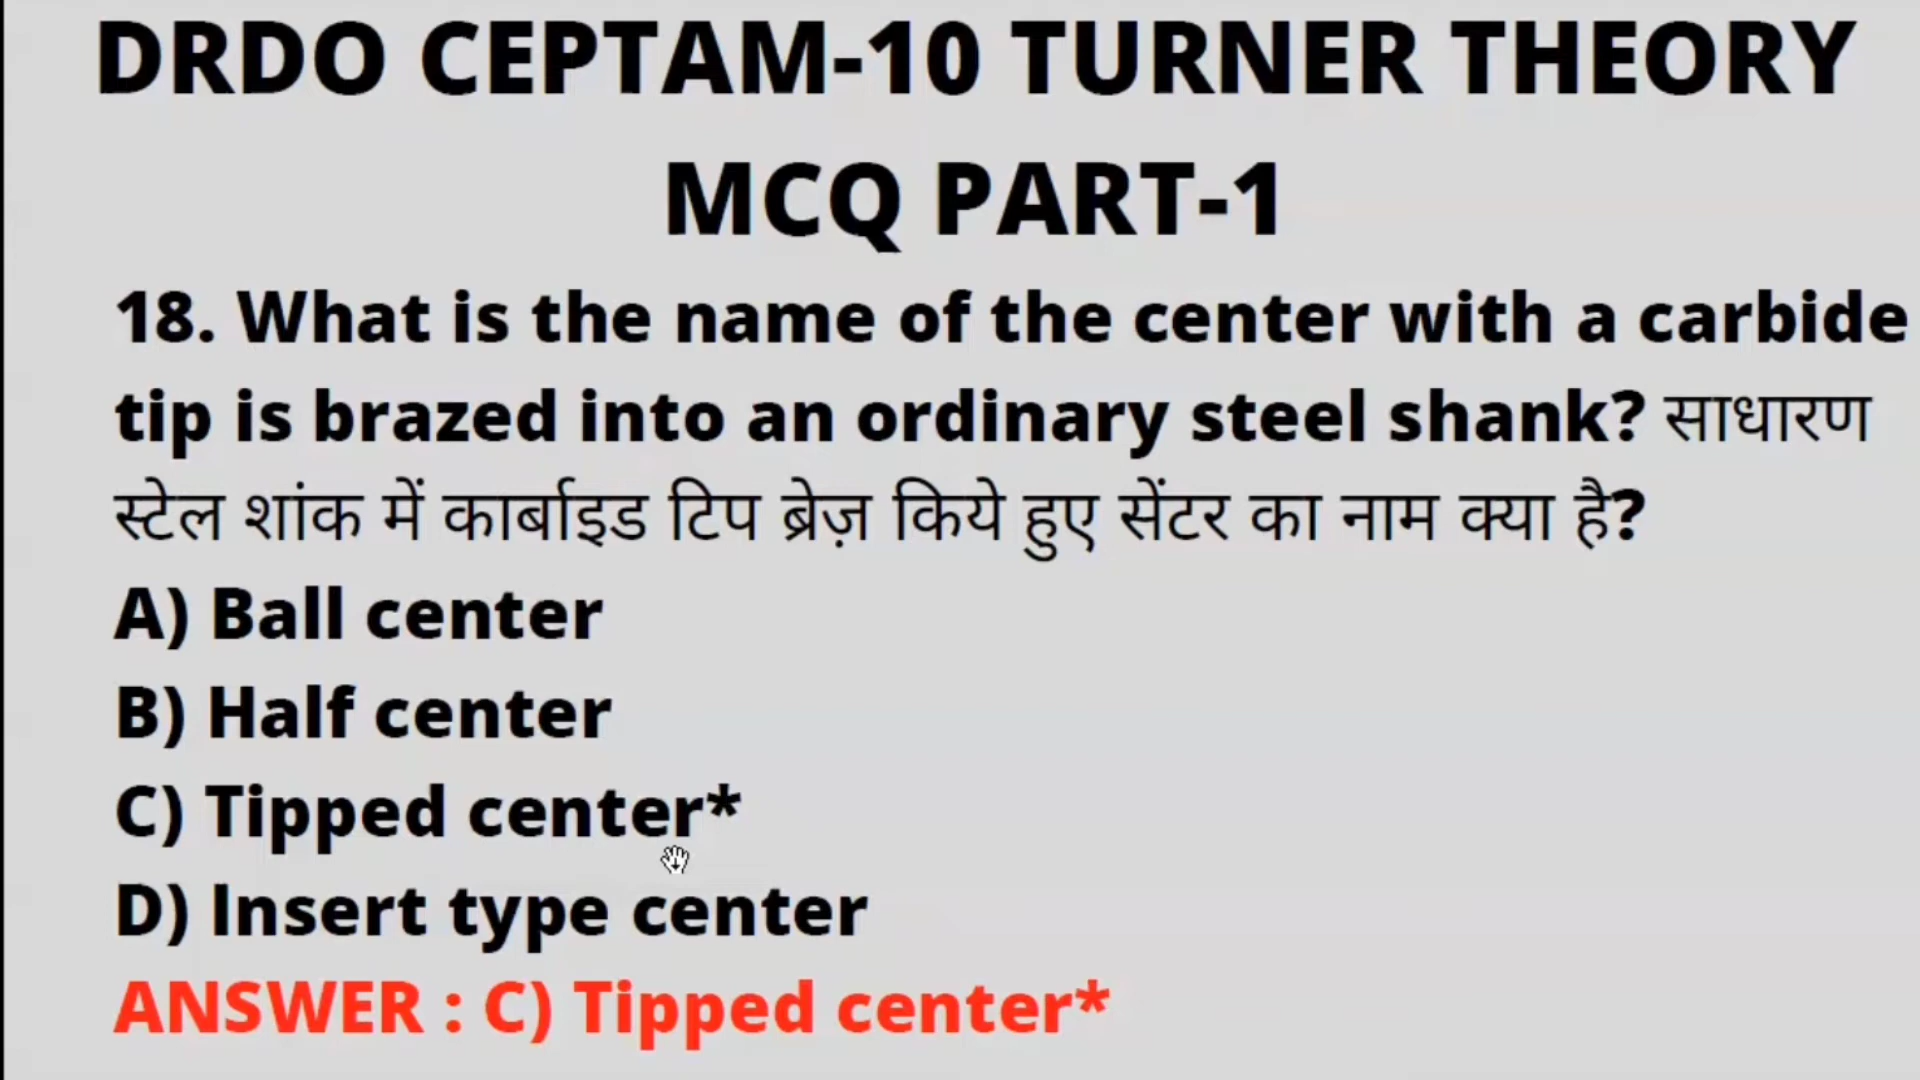 DRDO CEPTAM-10 TURNER THEORY
MCQ PART-1
18. What is the name of the center with a carbide
tip is brazed into an ordinary steel shank? साधारण
स्टेल शांक में कार्बाइड टिप ब्रेज़ किये हुए सेंटर का नाम क्या है?
A) Ball center
B) Half center
C) Tipped center*
D) Insert type center
ANSWER : C) Tipped center*